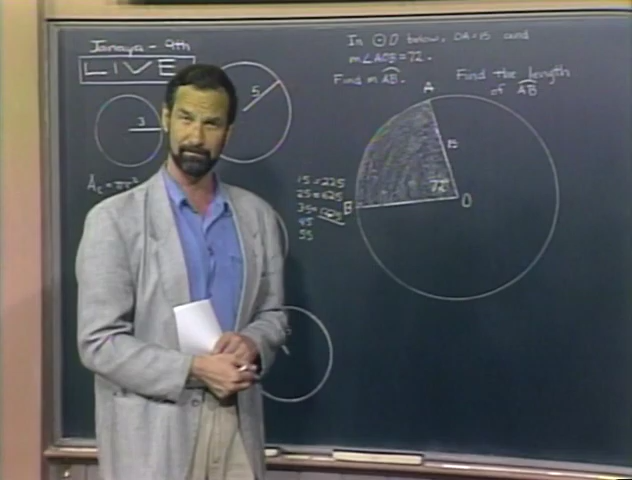 Janaya - 9th
LIVE
3
5
A_c = πr²
15 = 225
25 = 625
35 =
45
55
In ⊙O below, OA=15 and
m∠AOB=72.
Find m AB.
Find the length
of AB
A
15
72°
B
O